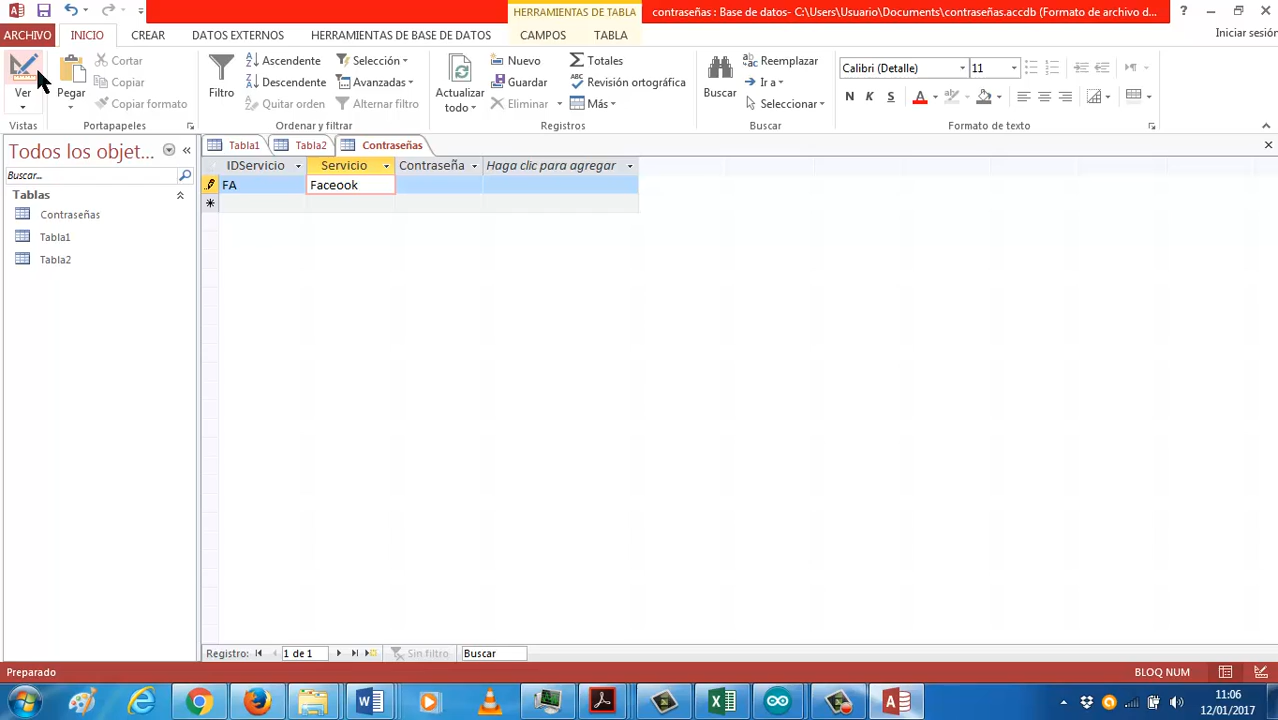 HERRAMIENTAS DE TABLA
contraseñas : Base de datos- C:\Users\Usuario\Documents\contraseñas.accdb (Formato de archivo d...
ARCHIVO INICIO CREAR DATOS EXTERNOS HERRAMIENTAS DE BASE DE DATOS CAMPOS TABLA Iniciar sesión
Ver
Vistas
Pegar
Cortar
Copiar
Copiar formato
Portapapeles
Filtro
Ascendente
Descendente
Quitar orden
Selección
Avanzadas
Alternar filtro
Ordenar y filtrar
Actualizar
todo
Nuevo
Guardar
Eliminar
Totales
Revisión ortográfica
Más
Registros
Buscar
Reemplazar
Ir a
Seleccionar
Buscar
Calibri (Detalle) 11
N K S A
Formato de texto
Todos los objet...
Buscar...
Tablas
Contraseñas
Tabla1
Tabla2
Tabla1 Tabla2 Contraseñas
IDServicio Servicio Contraseña Haga clic para agregar
FA Faceook
Registro: 1 de 1 Sin filtro Buscar
Preparado BLOQ NUM
11:06
12/01/2017